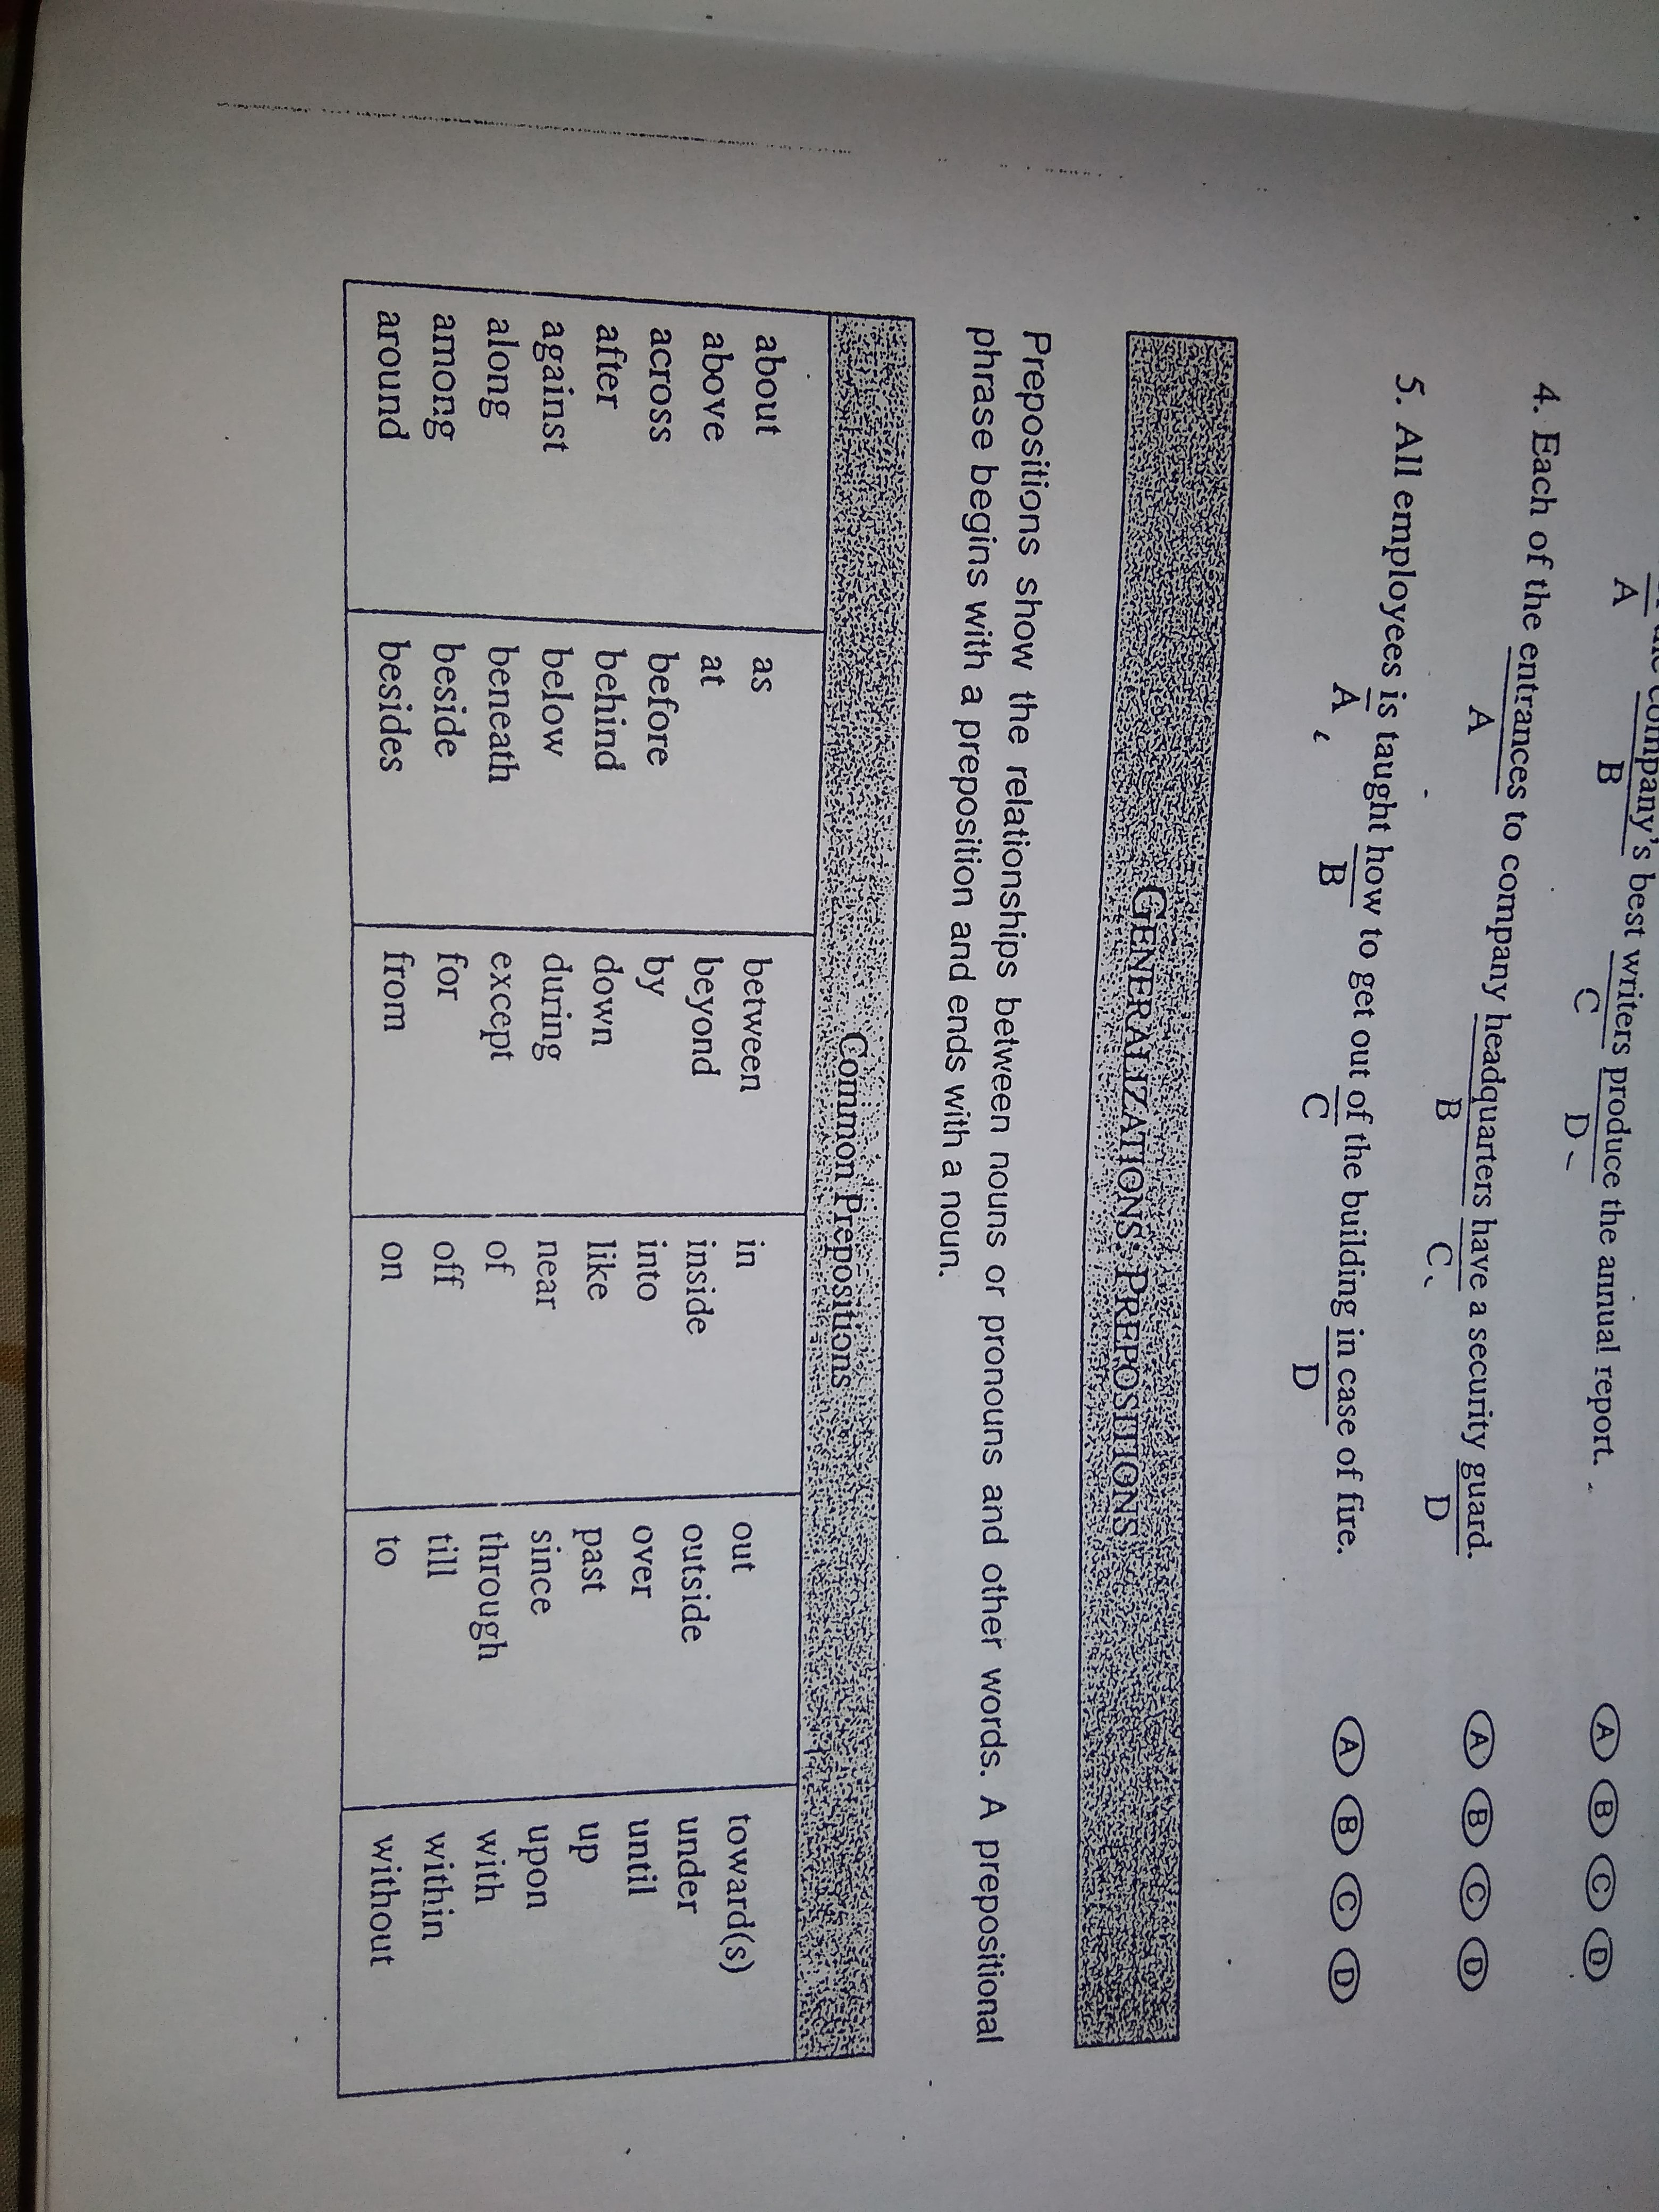 company's best writers produce the annual report.
A B C D
A B C D
4. Each of the entrances to company headquarters have a security guard.
A B C D
A B C D
5. All employees is taught how to get out of the building in case of fire.
A B C D
A B C D
GENERALIZATIONS: PREPOSITIONS
Prepositions show the relationships between nouns or pronouns and other words. A prepositional
phrase begins with a preposition and ends with a noun.
Common Prepositions
about as between in out toward(s)
above at beyond inside outside under
across before by into over until
after behind down like past up
against below during near since upon
along beneath except of through with
among beside for off till within
around besides from on to without